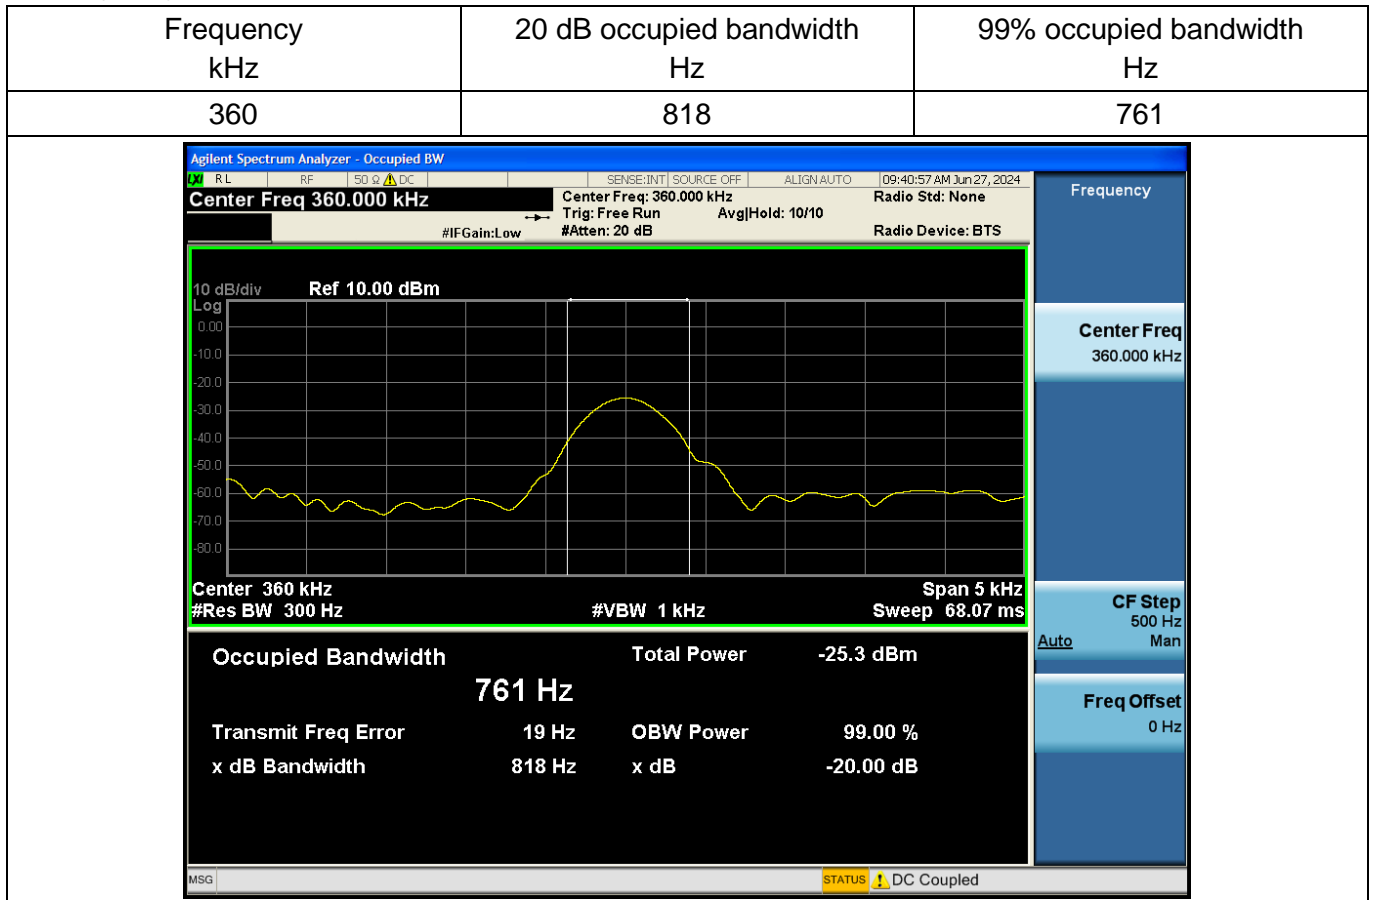 Frequency
kHz
20 dB occupied bandwidth
Hz
99% occupied bandwidth
Hz
360
818
761
Agilent Spectrum Analyzer - Occupied BW
LXI RL RF 50 Ω DC SENSE:INT SOURCE OFF ALIGN AUTO 09:40:57 AM Jun 27, 2024
Center Freq 360.000 kHz
#IFGain:Low
Center Freq: 360.000 kHz
Trig: Free Run Avg|Hold: 10/10
#Atten: 20 dB
Radio Std: None
Radio Device: BTS
10 dB/div Ref 10.00 dBm
Log
0.00
-10.0
-20.0
-30.0
-40.0
-50.0
-60.0
-70.0
-80.0
Center 360 kHz Span 5 kHz
#Res BW 300 Hz #VBW 1 kHz Sweep 68.07 ms
Occupied Bandwidth Total Power -25.3 dBm
761 Hz
Transmit Freq Error 19 Hz OBW Power 99.00 %
x dB Bandwidth 818 Hz x dB -20.00 dB
Frequency
Center Freq
360.000 kHz
CF Step
500 Hz
Auto Man
Freq Offset
0 Hz
MSG STATUS DC Coupled